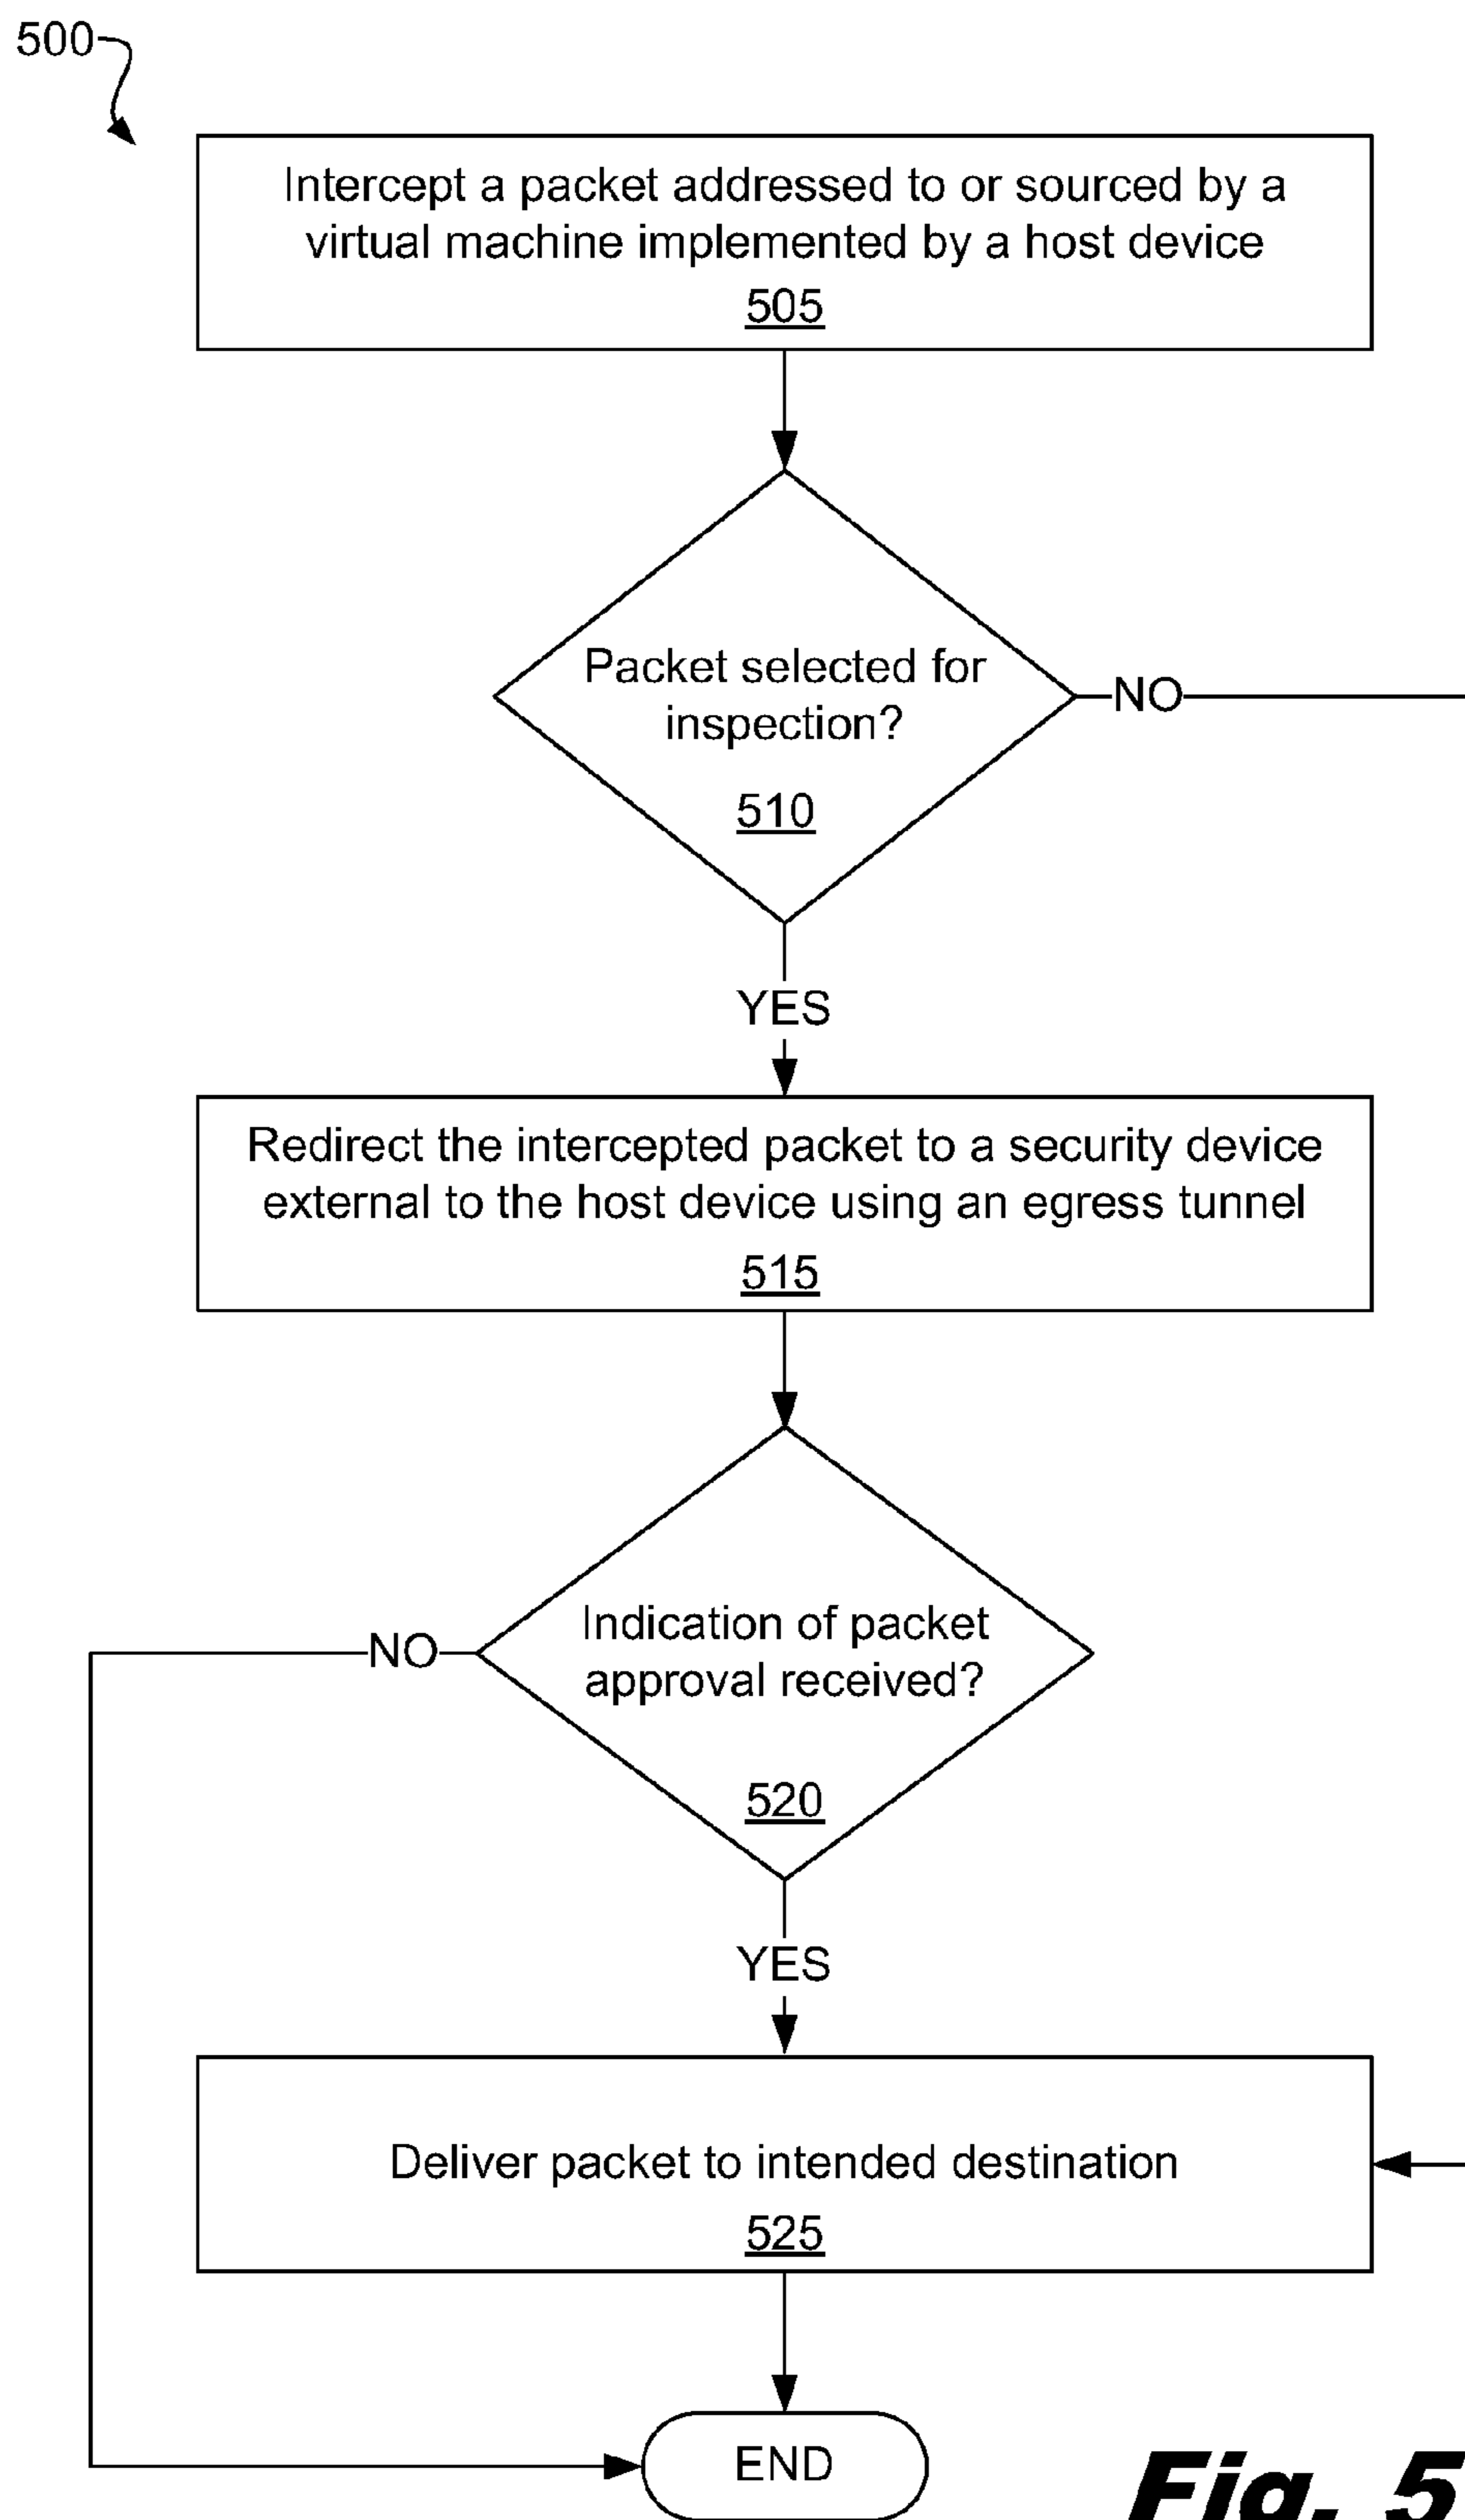 500
Intercept a packet addressed to or sourced by a
virtual machine implemented by a host device
505
Packet selected for
inspection?
510
NO
YES
Redirect the intercepted packet to a security device
external to the host device using an egress tunnel
515
Indication of packet
approval received?
520
NO
YES
Deliver packet to intended destination
525
END
Fig. 5